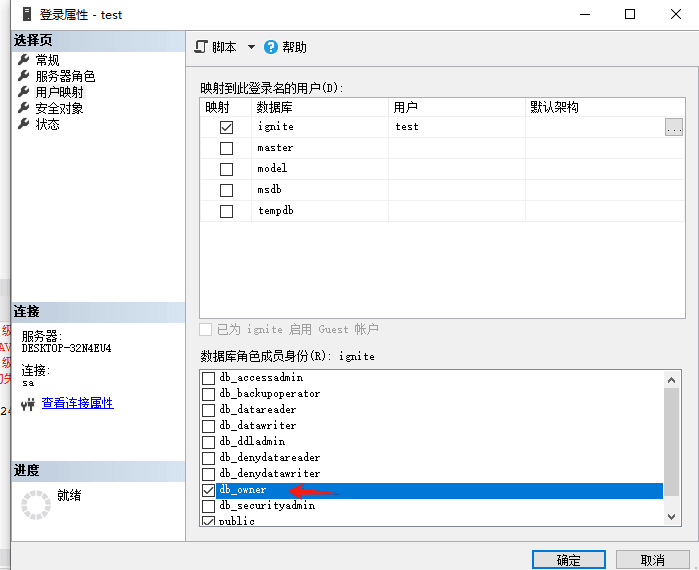 登录属性 - test
选择页
常规
服务器角色
用户映射
安全对象
状态
脚本
帮助
映射到此登录名的用户(D):
映射 数据库 用户 默认架构
ignite test ...
master
model
msdb
tempdb
已为 ignite 启用 Guest 帐户
数据库角色成员身份(R): ignite
db_accessadmin
db_backupoperator
db_datareader
db_datawriter
db_ddladmin
db_denydatareader
db_denydatawriter
db_owner
db_securityadmin
public
连接
服务器:
DESKTOP-32N4EU4
连接:
sa
查看连接属性
进度
就绪
确定 取消
级
AV
级
24